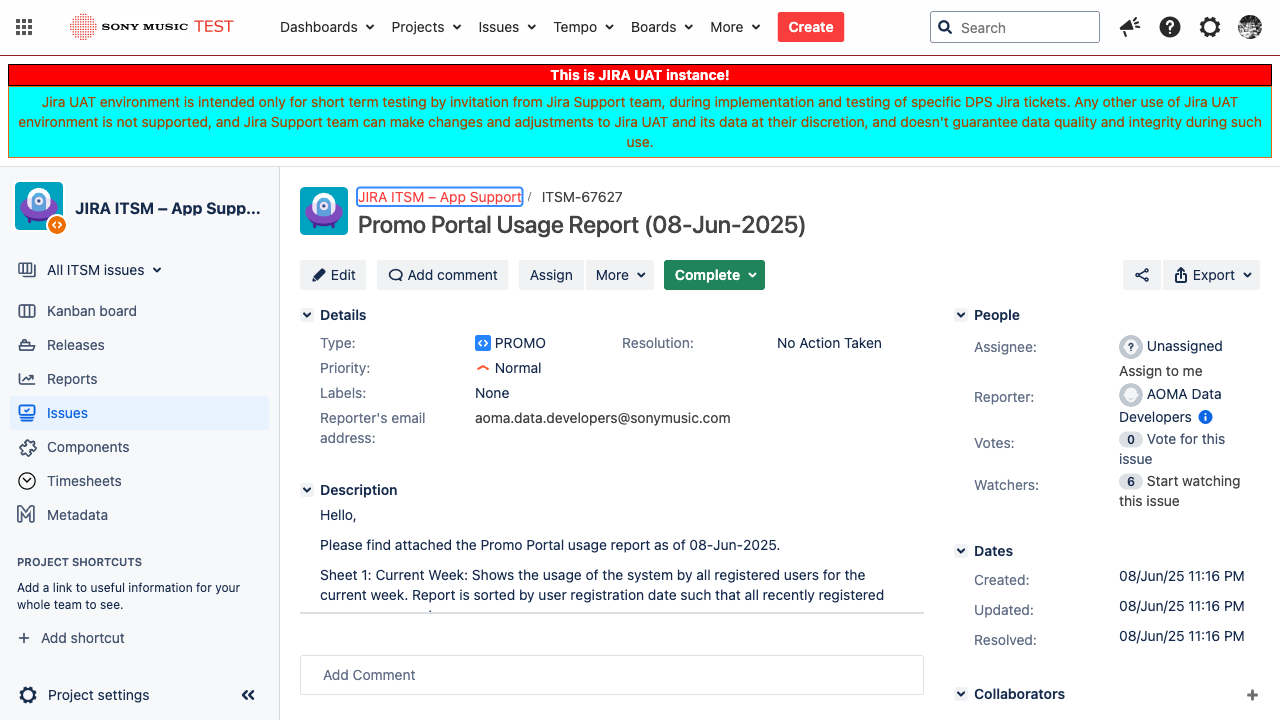 SONY MUSIC TEST
Dashboards Projects Issues Tempo Boards More Create Search
This is JIRA UAT instance!
Jira UAT environment is intended only for short term testing by invitation from Jira Support team, during implementation and testing of specific DPS Jira tickets. Any other use of Jira UAT
environment is not supported, and Jira Support team can make changes and adjustments to Jira UAT and its data at their discretion, and doesn't guarantee data quality and integrity during such
use.
JIRA ITSM – App Supp...
All ITSM issues
Kanban board
Releases
Reports
Issues
Components
Timesheets
Metadata
PROJECT SHORTCUTS
Add a link to useful information for your
whole team to see.
Add shortcut
Project settings
JIRA ITSM – App Support / ITSM-67627
Promo Portal Usage Report (08-Jun-2025)
Edit Add comment Assign More Complete Export
Details
Type: PROMO Resolution: No Action Taken
Priority: Normal
Labels: None
Reporter's email
address: aoma.data.developers@sonymusic.com
Description
Hello,
Please find attached the Promo Portal usage report as of 08-Jun-2025.
Sheet 1: Current Week: Shows the usage of the system by all registered users for the
current week. Report is sorted by user registration date such that all recently registered
Add Comment
People
Assignee: Unassigned
Assign to me
Reporter: AOMA Data
Developers
Votes: 0 Vote for this
issue
Watchers: 6 Start watching
this issue
Dates
Created: 08/Jun/25 11:16 PM
Updated: 08/Jun/25 11:16 PM
Resolved: 08/Jun/25 11:16 PM
Collaborators